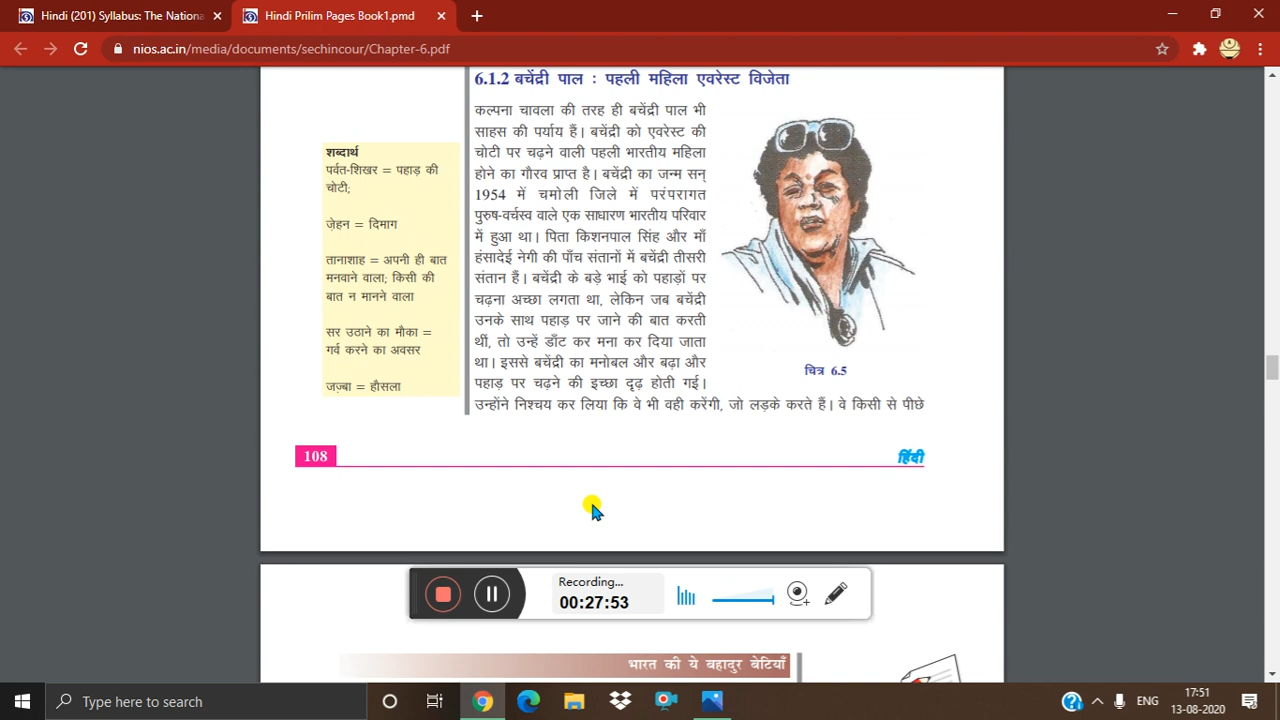 Hindi (201) Syllabus: The Nationa
Hindi Prilim Pages Book1.pmd
nios.ac.in/media/documents/sechincour/Chapter-6.pdf
6.1.2 बचेंद्री पाल : पहली महिला एवरेस्ट विजेता
कल्पना चावला की तरह ही बचेंद्री पाल भी
साहस की पर्याय हैं। बचेंद्री को एवरेस्ट की
चोटी पर चढ़ने वाली पहली भारतीय महिला
होने का गौरव प्राप्त है। बचेंद्री का जन्म सन्
1954 में चमोली जिले में परंपरागत
पुरुष-वर्चस्व वाले एक साधारण भारतीय परिवार
में हुआ था। पिता किशनपाल सिंह और माँ
हंसादेई नेगी की पाँच संतानों में बचेंद्री तीसरी
संतान हैं। बचेंद्री के बड़े भाई को पहाड़ों पर
चढ़ना अच्छा लगता था, लेकिन जब बचेंद्री
उनके साथ पहाड़ पर जाने की बात करती
थीं, तो उन्हें डाँट कर मना कर दिया जाता
था। इससे बचेंद्री का मनोबल और बढ़ा और
पहाड़ पर चढ़ने की इच्छा दृढ़ होती गई।
उन्होंने निश्चय कर लिया कि वे भी वही करेंगी, जो लड़के करते हैं। वे किसी से पीछे
शब्दार्थ
पर्वत-शिखर = पहाड़ की
चोटी;
ज़ेहन = दिमाग
तानाशाह = अपनी ही बात
मनवाने वाला; किसी की
बात न मानने वाला
सर उठाने का मौका =
गर्व करने का अवसर
जज़्बा = हौसला
चित्र 6.5
108
हिंदी
Recording...
00:27:53
भारत की ये बहादुर बेटियाँ
Type here to search
ENG
17:51
13-08-2020